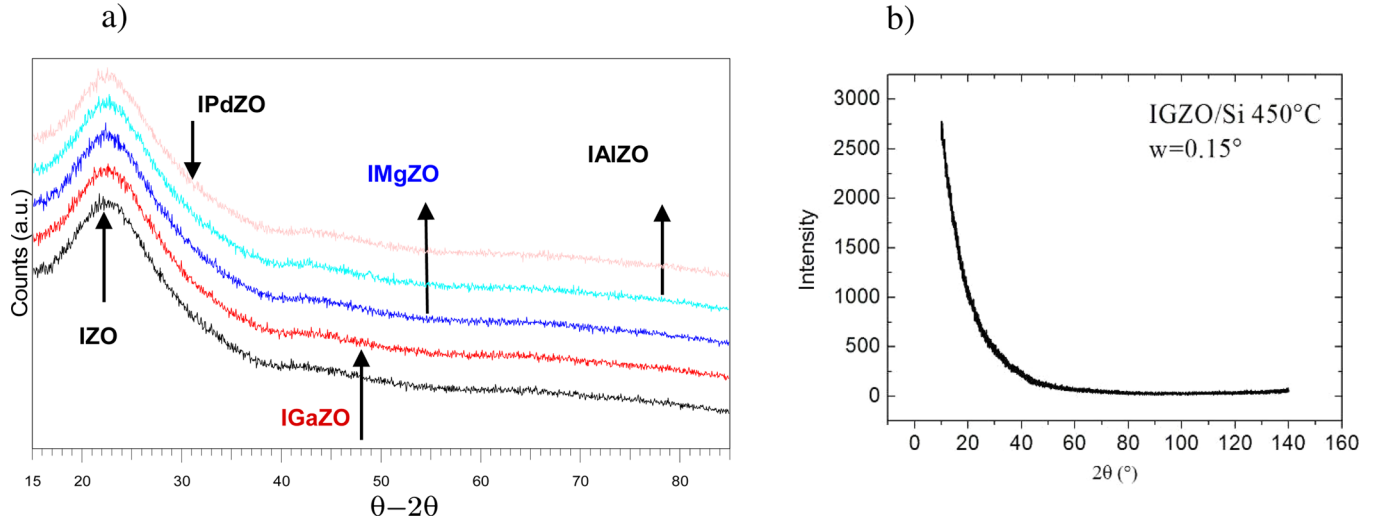 a)
IPdZO
IMgZO
IAlZO
IZO
IGaZO
Counts (a.u.)
15 20 30 40 50 60 70 80
θ−2θ
b)
IGZO/Si 450°C
w=0.15°
Intensity
3000
2500
2000
1500
1000
500
0
0 20 40 60 80 100 120 140 160
2θ (°)